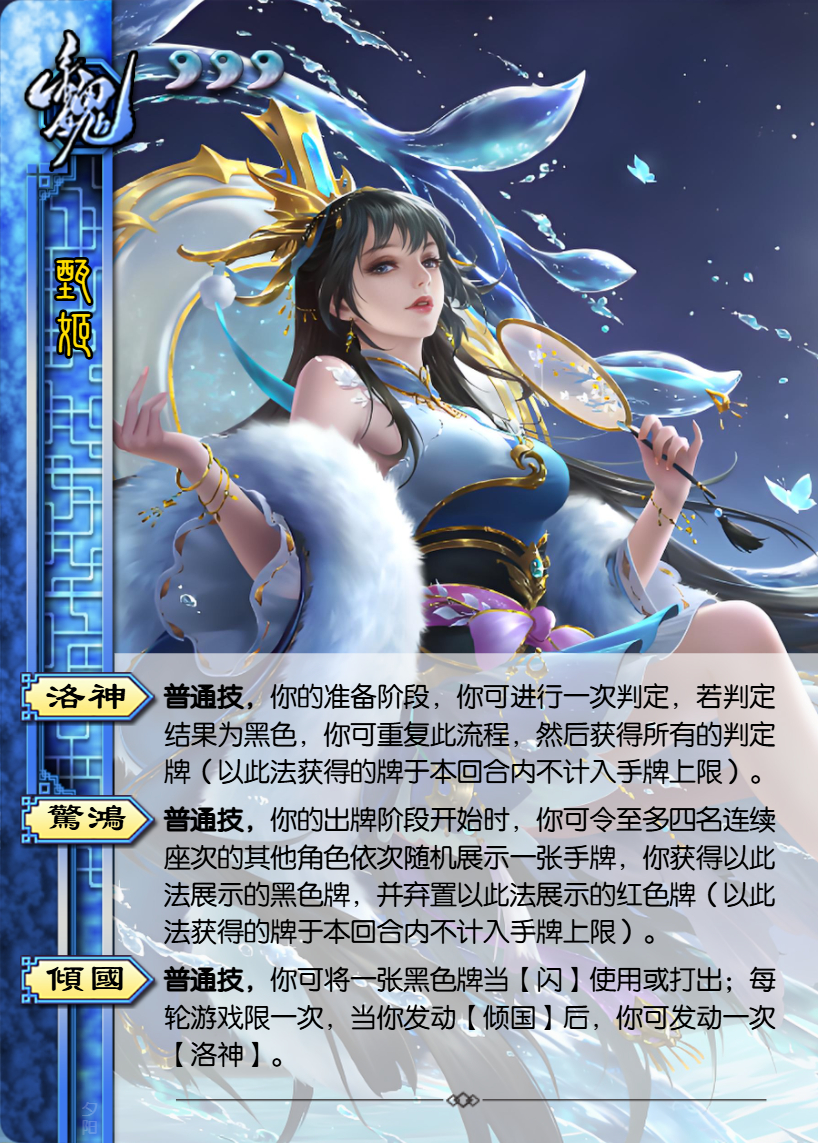 魏
甄姬
洛神
普通技，你的准备阶段，你可进行一次判定，若判定
结果为黑色，你可重复此流程，然后获得所有的判定
牌（以此法获得的牌于本回合内不计入手牌上限）。
驚鴻
普通技，你的出牌阶段开始时，你可令至多四名连续
座次的其他角色依次随机展示一张手牌，你获得以此
法展示的黑色牌，并弃置以此法展示的红色牌（以此
法获得的牌于本回合内不计入手牌上限）。
傾國
普通技，你可将一张黑色牌当【闪】使用或打出；每
轮游戏限一次，当你发动【倾国】后，你可发动一次
【洛神】。
夕阳